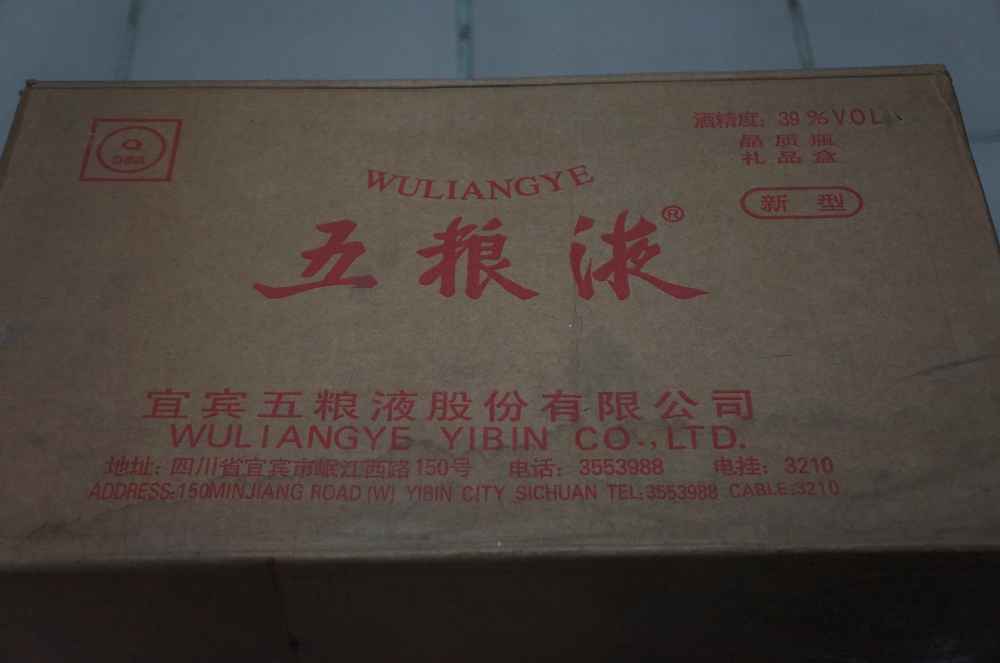 酒精度：39％VOL
晶质瓶
礼品盒
新型
WULIANGYE
五粮液®
宜宾五粮液股份有限公司
WULIANGYE YIBIN CO.,LTD.
地址：四川省宜宾市岷江西路150号 电话：3553988 电挂：3210
ADDRESS:150MINJIANG ROAD (W) YIBIN CITY SICHUAN TEL:3553988 CABLE:3210